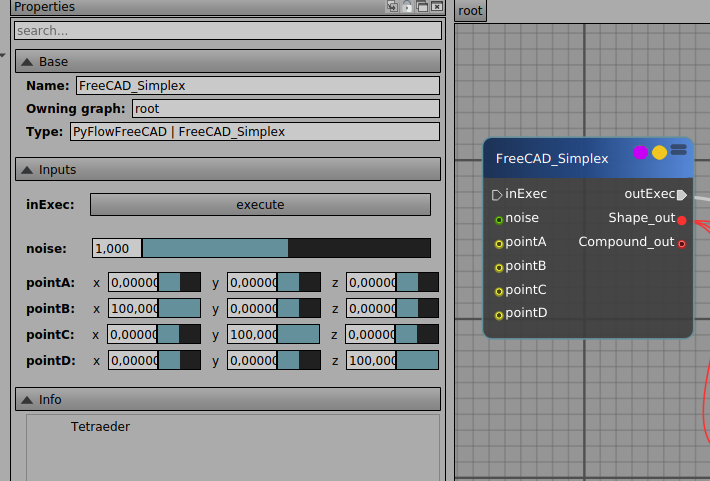 Properties
search...
Base
Name: FreeCAD_Simplex
Owning graph: root
Type: PyFlowFreeCAD | FreeCAD_Simplex
Inputs
inExec: execute
noise: 1,000
pointA: x 0,00000 y 0,00000 z 0,00000
pointB: x 100,000 y 0,00000 z 0,00000
pointC: x 0,00000 y 100,000 z 0,00000
pointD: x 0,00000 y 0,00000 z 100,000
Info
Tetraeder
root
FreeCAD_Simplex
inExec outExec
noise Shape_out
pointA Compound_out
pointB
pointC
pointD